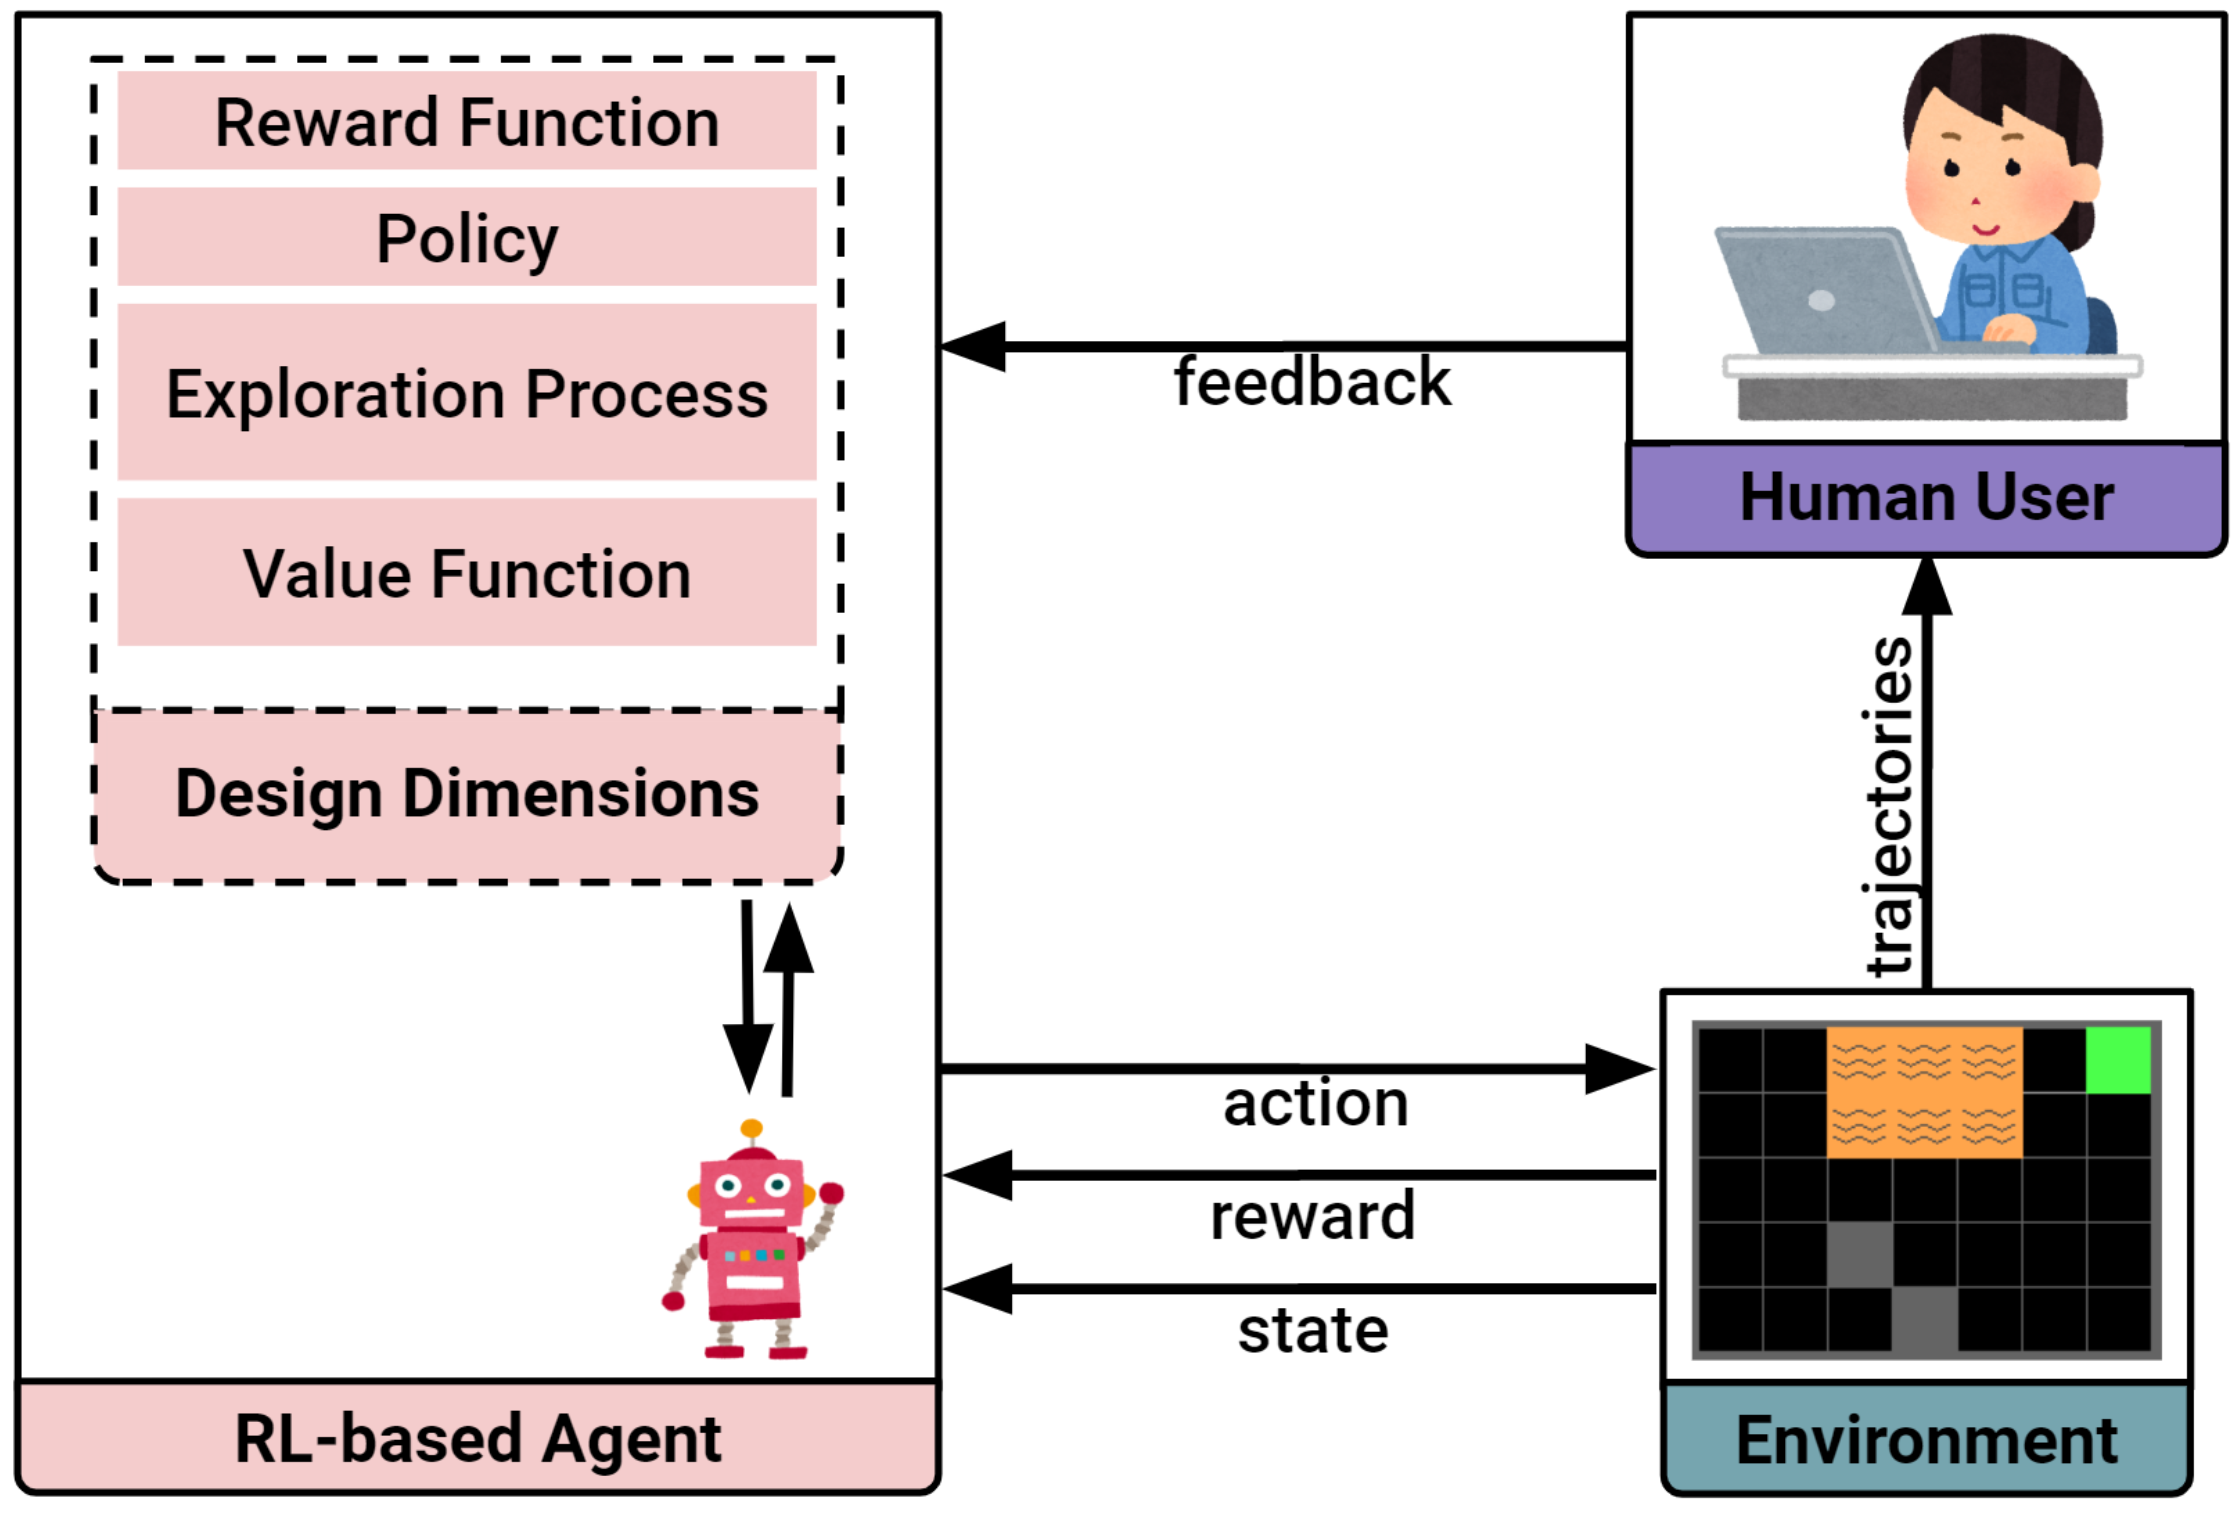 Reward Function
Policy
Exploration Process
Value Function
Design Dimensions
RL-based Agent
feedback
Human User
trajectories
action
reward
state
Environment